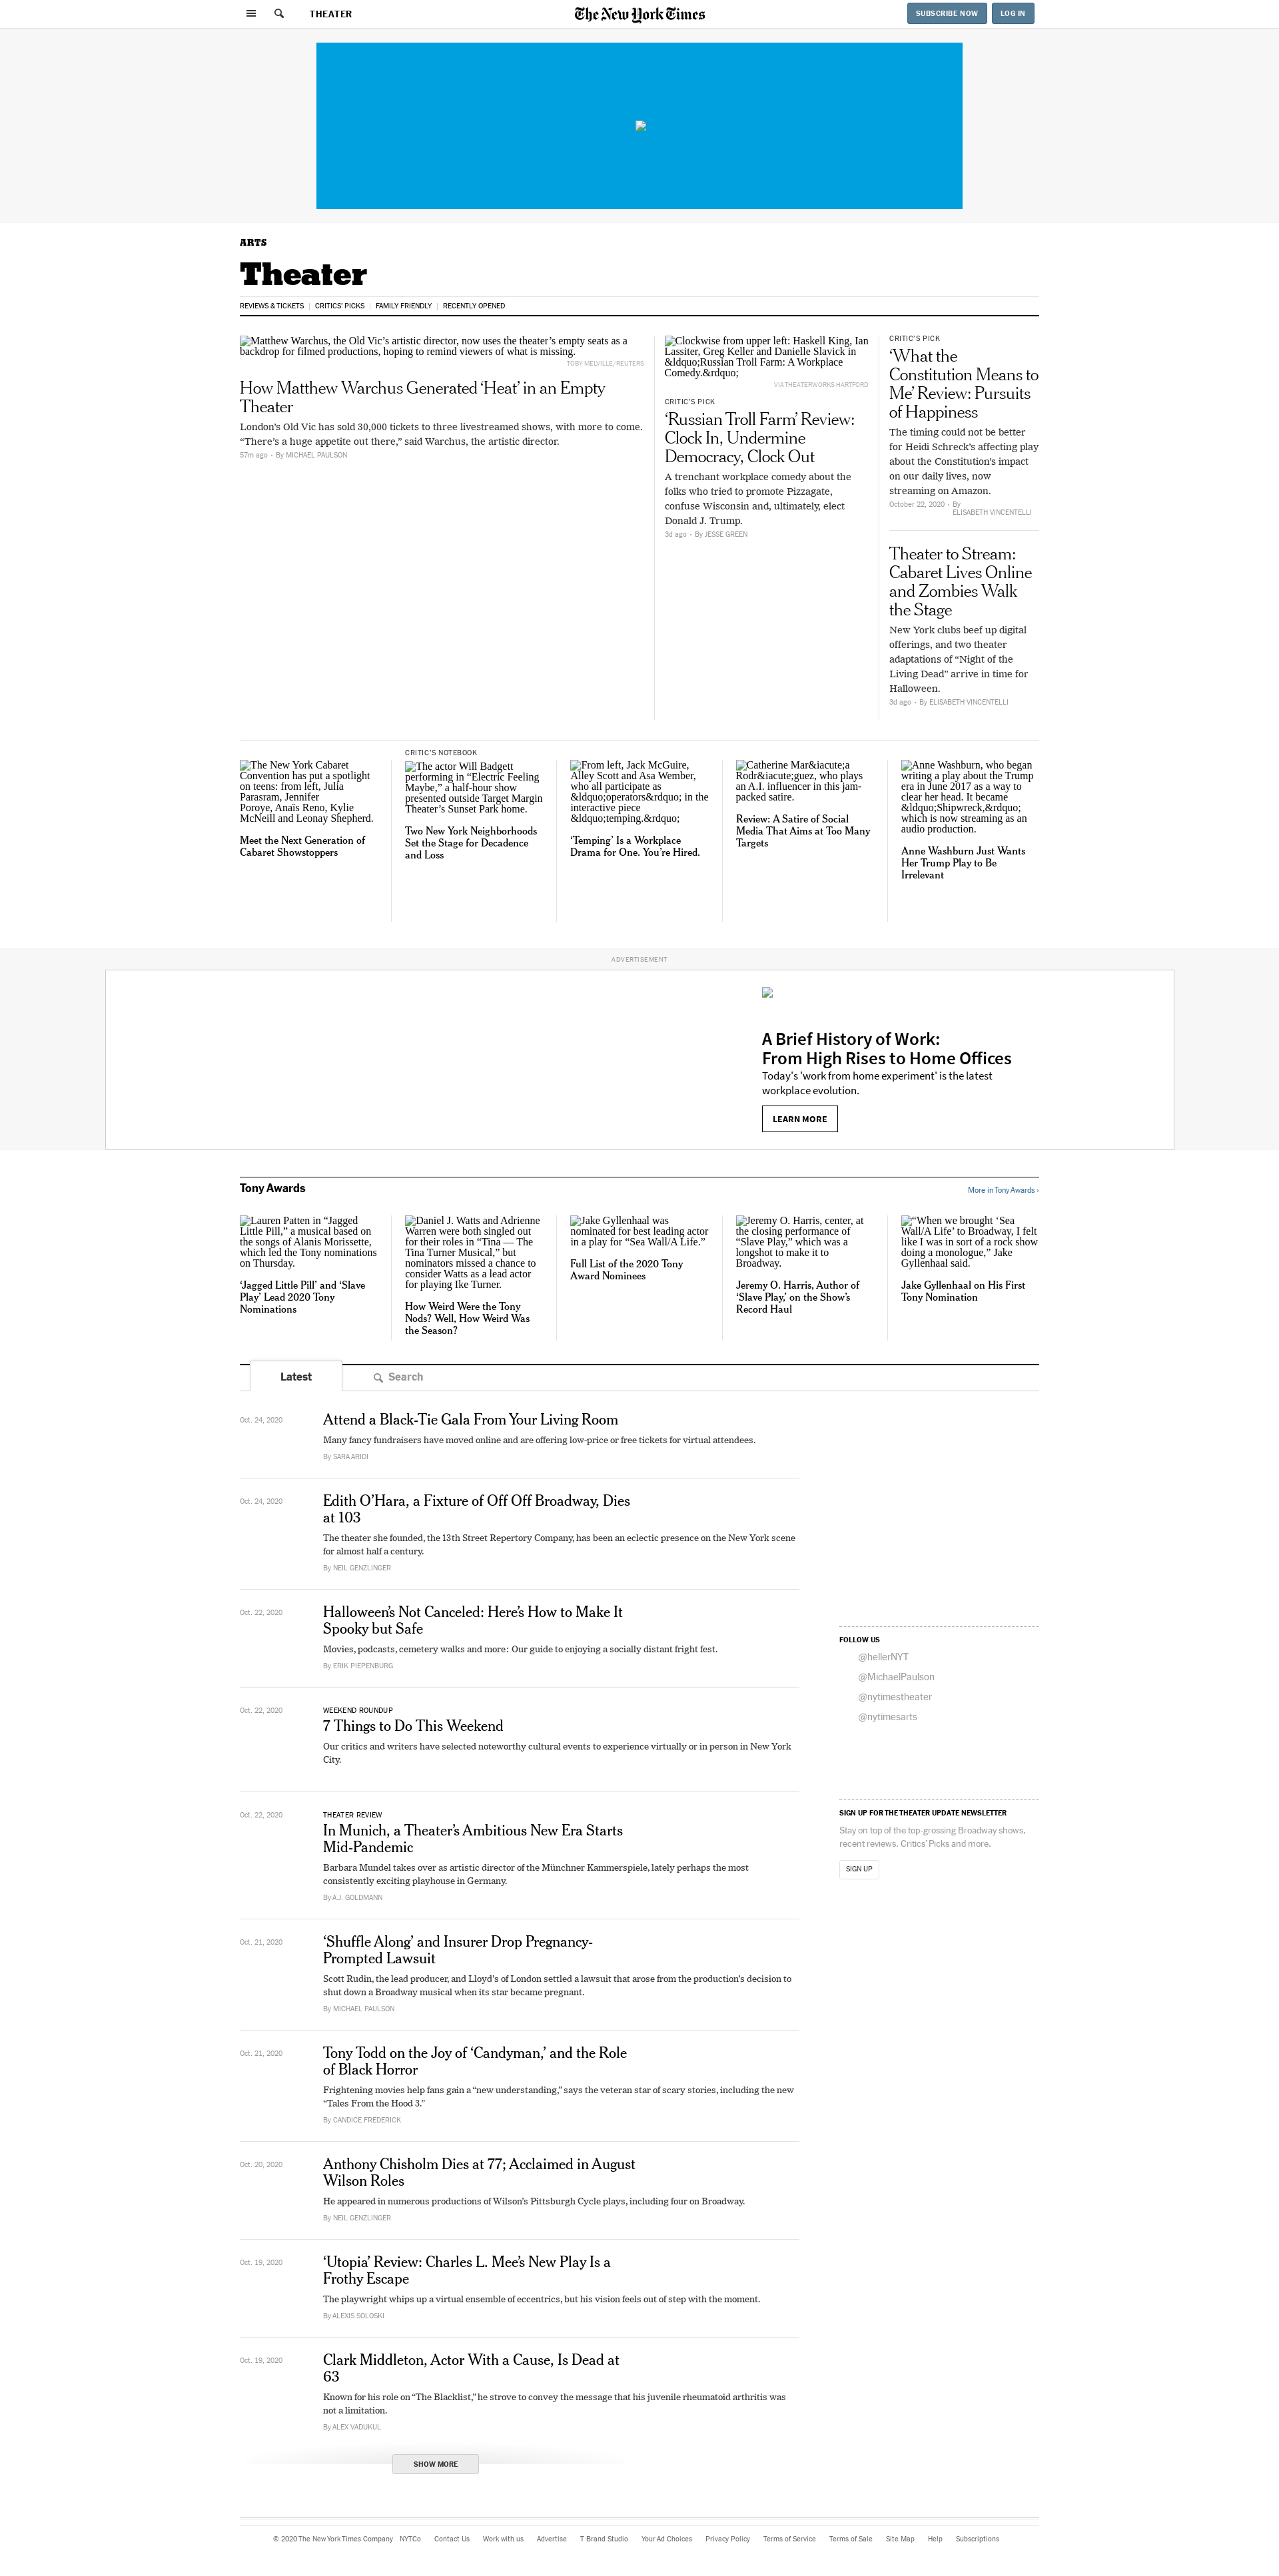 THEATER
The New York Times
SUBSCRIBE NOW
LOG IN
ARTS
Theater
REVIEWS & TICKETS | CRITICS' PICKS | FAMILY FRIENDLY | RECENTLY OPENED
Matthew Warchus, the Old Vic's artistic director, now uses the theater's empty seats as a
backdrop for filmed productions, hoping to remind viewers of what is missing.
TOBY MELVILLE/REUTERS
How Matthew Warchus Generated ‘Heat’ in an Empty
Theater
London’s Old Vic has sold 30,000 tickets to three livestreamed shows, with more to come.
“There’s a huge appetite out there,” said Warchus, the artistic director.
57m ago · By MICHAEL PAULSON
Clockwise from upper left: Haskell King, Ian
Lassiter, Greg Keller and Danielle Slavick in
&ldquo;Russian Troll Farm: A Workplace
Comedy.&rdquo;
VIA THEATERWORKS HARTFORD
CRITIC’S PICK
‘Russian Troll Farm’ Review:
Clock In, Undermine
Democracy, Clock Out
A trenchant workplace comedy about the
folks who tried to promote Pizzagate,
confuse Wisconsin and, ultimately, elect
Donald J. Trump.
3d ago · By JESSE GREEN
CRITIC’S PICK
‘What the
Constitution Means to
Me’ Review: Pursuits
of Happiness
The timing could not be better
for Heidi Schreck’s affecting play
about the Constitution’s impact
on our daily lives, now
streaming on Amazon.
October 22, 2020 · By
ELISABETH VINCENTELLI
Theater to Stream:
Cabaret Lives Online
and Zombies Walk
the Stage
New York clubs beef up digital
offerings, and two theater
adaptations of “Night of the
Living Dead” arrive in time for
Halloween.
3d ago · By ELISABETH VINCENTELLI
The New York Cabaret
Convention has put a spotlight
on teens: from left, Julia
Parasram, Jennifer
Poroye, Anaïs Reno, Kylie
McNeill and Leonay Shepherd.
Meet the Next Generation of
Cabaret Showstoppers
CRITIC’S NOTEBOOK
The actor Will Badgett
performing in “Electric Feeling
Maybe,” a half-hour show
presented outside Target Margin
Theater’s Sunset Park home.
Two New York Neighborhoods
Set the Stage for Decadence
and Loss
From left, Jack McGuire,
Alley Scott and Asa Wember,
who all participate as
&ldquo;operators&rdquo; in the
interactive piece
&ldquo;temping.&rdquo;
‘Temping’ Is a Workplace
Drama for One. You’re Hired.
Catherine Mar&iacute;a
Rodr&iacute;guez, who plays
an A.I. influencer in this jam-
packed satire.
Review: A Satire of Social
Media That Aims at Too Many
Targets
Anne Washburn, who began
writing a play about the Trump
era in June 2017 as a way to
clear her head. It became
&ldquo;Shipwreck,&rdquo;
which is now streaming as an
audio production.
Anne Washburn Just Wants
Her Trump Play to Be
Irrelevant
ADVERTISEMENT
A Brief History of Work:
From High Rises to Home Offices
Today's 'work from home experiment' is the latest
workplace evolution.
LEARN MORE
Tony Awards
More in Tony Awards ›
Lauren Patten in “Jagged
Little Pill,” a musical based on
the songs of Alanis Morissette,
which led the Tony nominations
on Thursday.
‘Jagged Little Pill’ and ‘Slave
Play’ Lead 2020 Tony
Nominations
Daniel J. Watts and Adrienne
Warren were both singled out
for their roles in “Tina — The
Tina Turner Musical,” but
nominators missed a chance to
consider Watts as a lead actor
for playing Ike Turner.
How Weird Were the Tony
Nods? Well, How Weird Was
the Season?
Jake Gyllenhaal was
nominated for best leading actor
in a play for “Sea Wall/A Life.”
Full List of the 2020 Tony
Award Nominees
Jeremy O. Harris, center, at
the closing performance of
“Slave Play,” which was a
longshot to make it to
Broadway.
Jeremy O. Harris, Author of
‘Slave Play,’ on the Show’s
Record Haul
“When we brought ‘Sea
Wall/A Life’ to Broadway, I felt
like I was in sort of a rock show
doing a monologue,” Jake
Gyllenhaal said.
Jake Gyllenhaal on His First
Tony Nomination
Latest
Search
Oct. 24, 2020
Attend a Black-Tie Gala From Your Living Room
Many fancy fundraisers have moved online and are offering low-price or free tickets for virtual attendees.
By SARA ARIDI
Oct. 24, 2020
Edith O’Hara, a Fixture of Off Off Broadway, Dies
at 103
The theater she founded, the 13th Street Repertory Company, has been an eclectic presence on the New York scene
for almost half a century.
By NEIL GENZLINGER
Oct. 22, 2020
Halloween’s Not Canceled: Here’s How to Make It
Spooky but Safe
Movies, podcasts, cemetery walks and more: Our guide to enjoying a socially distant fright fest.
By ERIK PIEPENBURG
Oct. 22, 2020
WEEKEND ROUNDUP
7 Things to Do This Weekend
Our critics and writers have selected noteworthy cultural events to experience virtually or in person in New York
City.
Oct. 22, 2020
THEATER REVIEW
In Munich, a Theater’s Ambitious New Era Starts
Mid-Pandemic
Barbara Mundel takes over as artistic director of the Münchner Kammerspiele, lately perhaps the most
consistently exciting playhouse in Germany.
By A.J. GOLDMANN
Oct. 21, 2020
‘Shuffle Along’ and Insurer Drop Pregnancy-
Prompted Lawsuit
Scott Rudin, the lead producer, and Lloyd’s of London settled a lawsuit that arose from the production’s decision to
shut down a Broadway musical when its star became pregnant.
By MICHAEL PAULSON
Oct. 21, 2020
Tony Todd on the Joy of ‘Candyman,’ and the Role
of Black Horror
Frightening movies help fans gain a “new understanding,” says the veteran star of scary stories, including the new
“Tales From the Hood 3.”
By CANDICE FREDERICK
Oct. 20, 2020
Anthony Chisholm Dies at 77; Acclaimed in August
Wilson Roles
He appeared in numerous productions of Wilson’s Pittsburgh Cycle plays, including four on Broadway.
By NEIL GENZLINGER
Oct. 19, 2020
‘Utopia’ Review: Charles L. Mee’s New Play Is a
Frothy Escape
The playwright whips up a virtual ensemble of eccentrics, but his vision feels out of step with the moment.
By ALEXIS SOLOSKI
Oct. 19, 2020
Clark Middleton, Actor With a Cause, Is Dead at
63
Known for his role on “The Blacklist,” he strove to convey the message that his juvenile rheumatoid arthritis was
not a limitation.
By ALEX VADUKUL
SHOW MORE
FOLLOW US
@hellerNYT
@MichaelPaulson
@nytimestheater
@nytimesarts
SIGN UP FOR THE THEATER UPDATE NEWSLETTER
Stay on top of the top-grossing Broadway shows,
recent reviews, Critics’ Picks and more.
SIGN UP
© 2020 The New York Times Company NYTCo Contact Us Work with us Advertise T Brand Studio Your Ad Choices Privacy Policy Terms of Service Terms of Sale Site Map Help Subscriptions